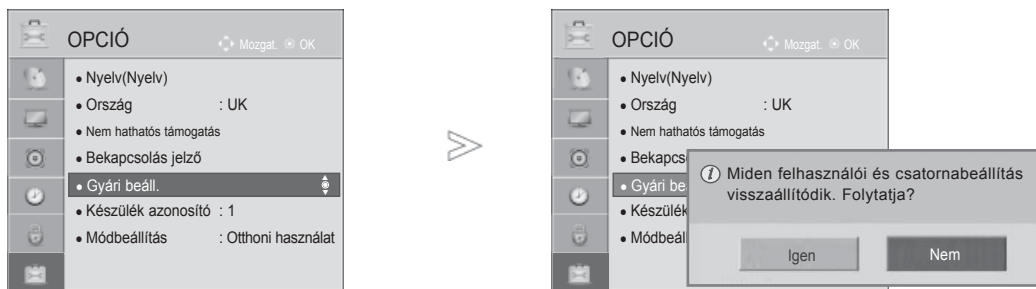 OPCIÓ Mozgat. OK
• Nyelv(Nyelv)
• Ország : UK
• Nem hathatós támogatás
• Bekapcsolás jelző
• Gyári beáll.
• Készülék azonosító : 1
• Módbeállítás : Otthoni használat
OPCIÓ Mozgat. OK
• Nyelv(Nyelv)
• Ország : UK
• Nem hathatós támogatás
• Bekapcs
• Gyári be
• Készülék
• Módbeáll
Miden felhasználói és csatornabeállítás
visszaállítódik. Folytatja?
Igen Nem